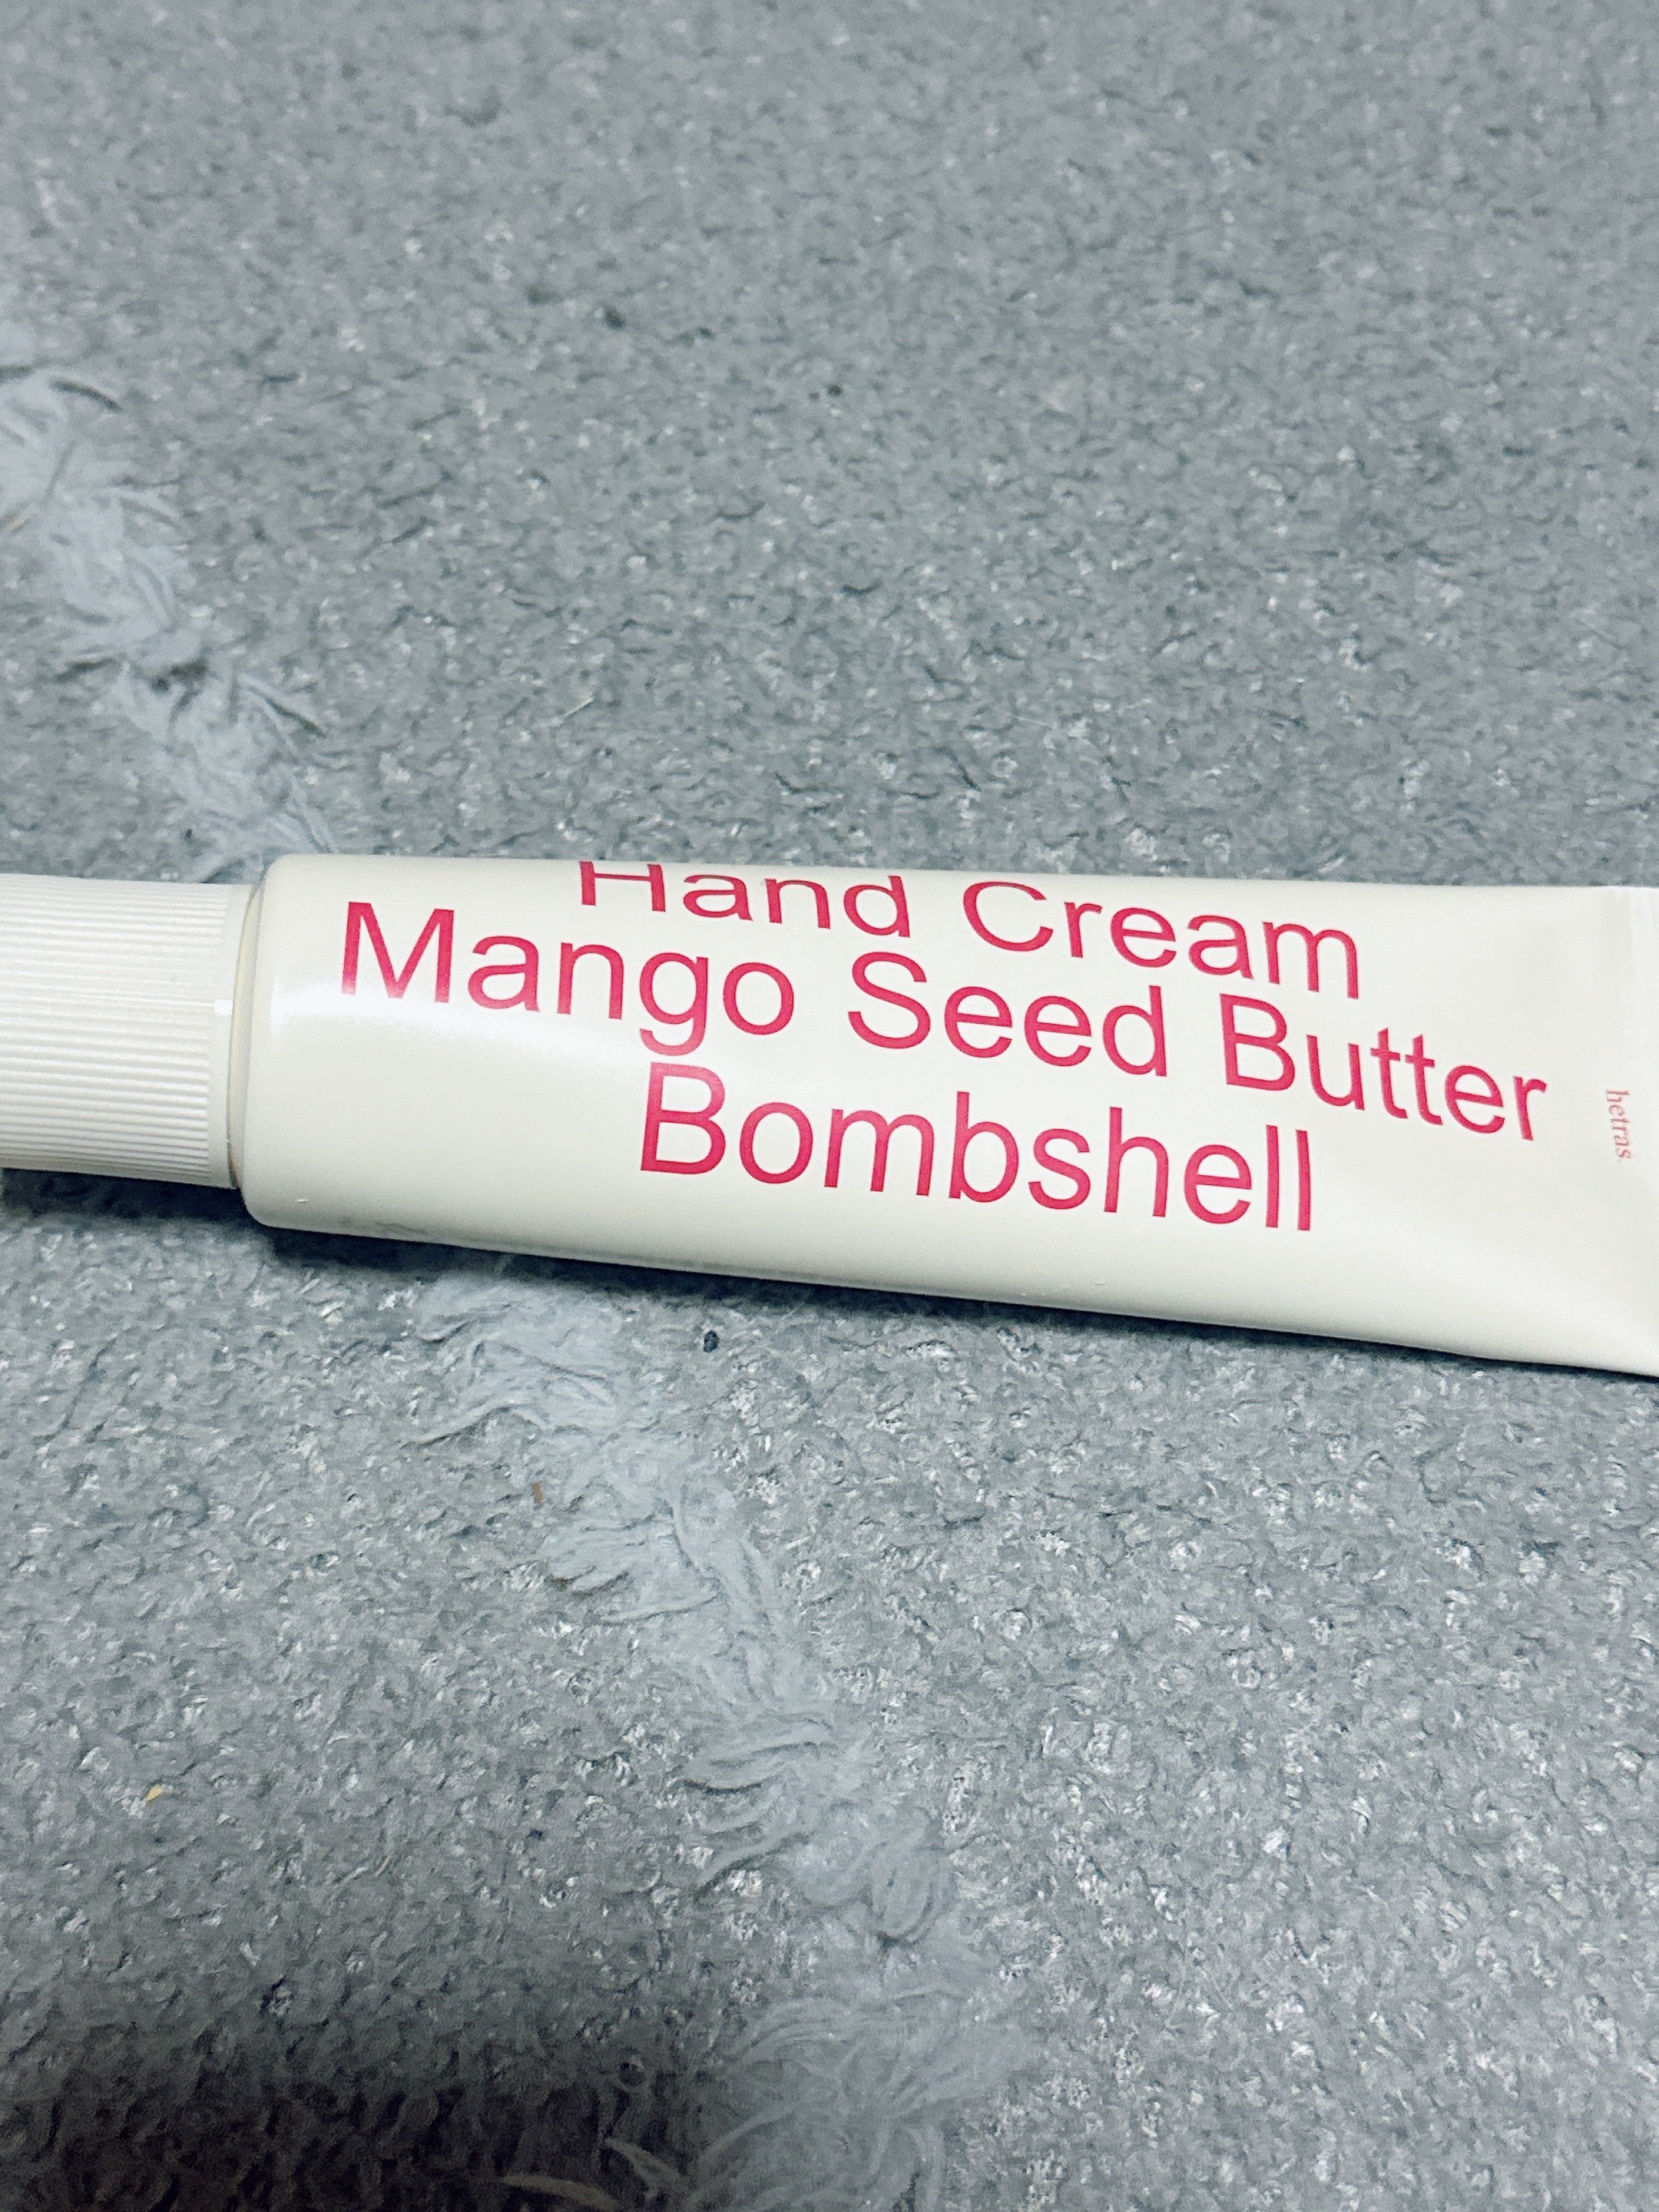 Hand Cream
Mango Seed Butter
Bombshell
hetras